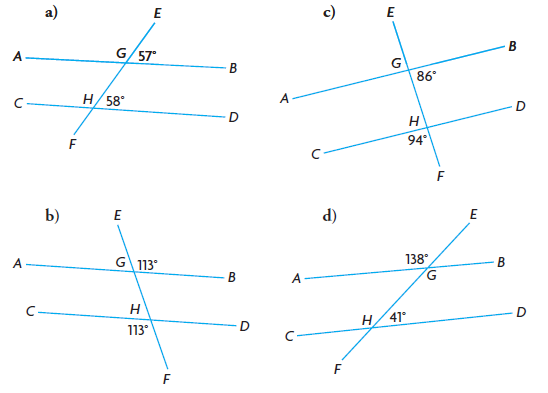 a)
E
A
G 57°
B
C
H 58°
D
F
c)
E
B
G
86°
A
D
H
94°
C
F
b)
E
A
G 113°
B
C
H
113°
D
F
d)
E
138°
B
A
G
H 41°
D
C
F